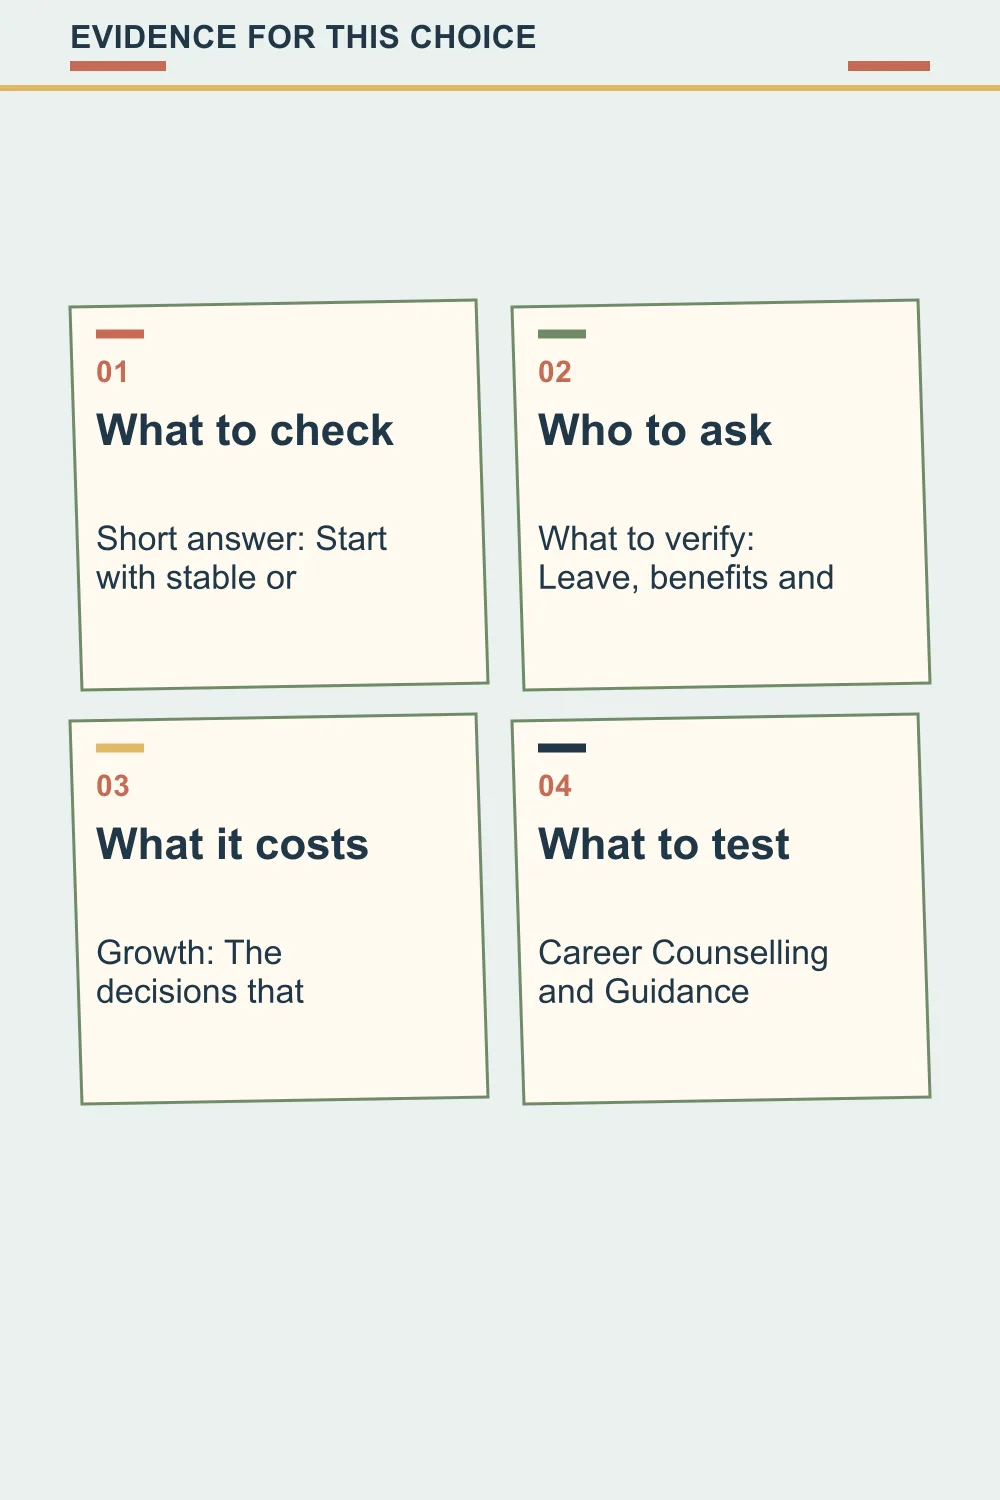 EVIDENCE FOR THIS CHOICE
01
What to check
Short answer: Start
with stable or
02
Who to ask
What to verify:
Leave, benefits and
03
What it costs
Growth: The
decisions that
04
What to test
Career Counselling
and Guidance